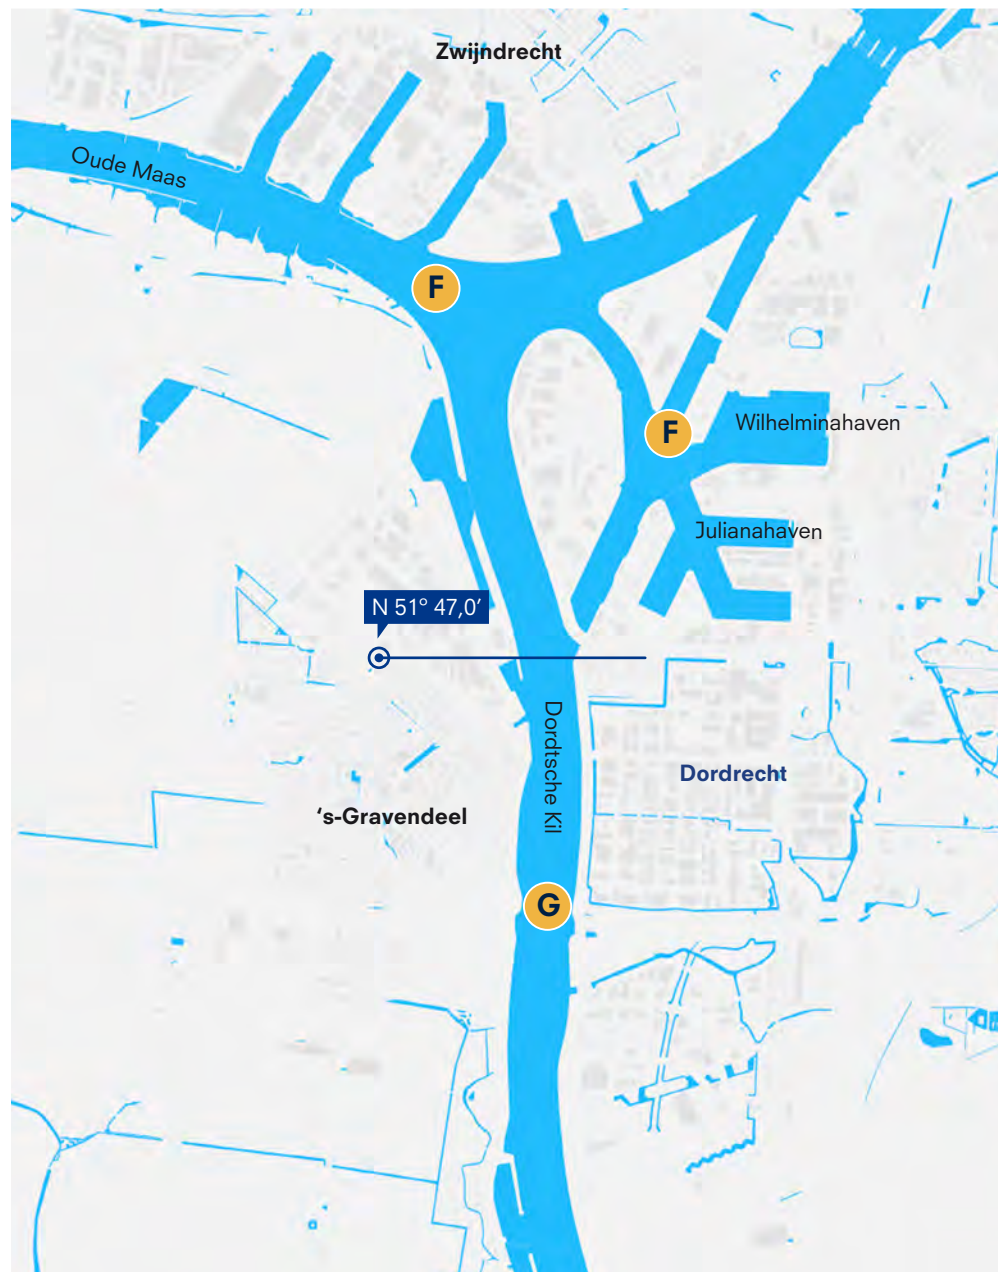 Zwijndrecht
Oude Maas
F
Wilhelminahaven
F
Julianahaven
N 51° 47,0’
Dordtsche Kil
Dordrecht
‘s-Gravendeel
G